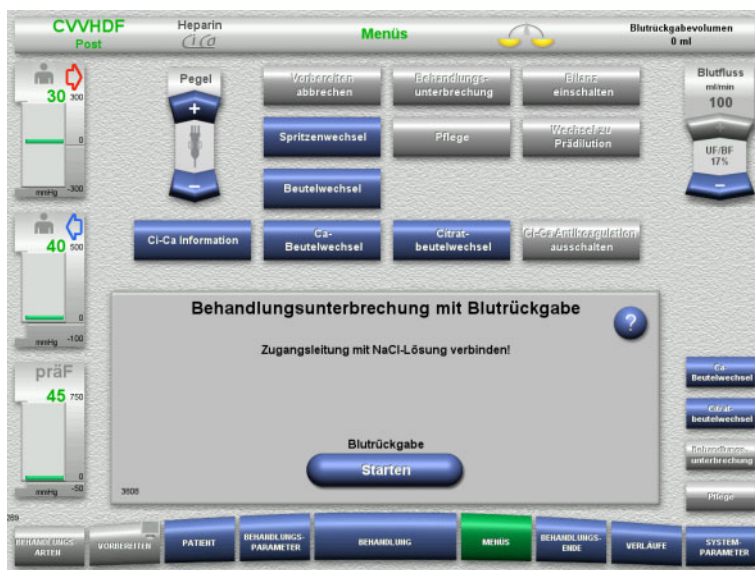 CVVHDF
Post
Heparin
CiCa
Menüs
Blutrückgabevolumen
0 ml
30 300
0
mmHg -300
40 500
0
mmHg -100
präF
45 750
0
mmHg -50
Pegel
+
−
Vorbereiten
abbrechen
Behandlungs-
unterbrechung
Bilanz
einschalten
Spritzenwechsel
Pflege
Wechsel zu
Prädilution
Beutelwechsel
Ci-Ca Information
Ca-
Beutelwechsel
Citrat-
beutelwechsel
Ci-Ca Antikoagulation
ausschalten
Blutfluss
ml/min
100
+
UF/BF
17%
−
Behandlungsunterbrechung mit Blutrückgabe
?
Zugangsleitung mit NaCl-Lösung verbinden!
Blutrückgabe
Starten
3608
Ca-
Beutelwechsel
Citrat-
beutelwechsel
Behandlungs-
unterbrechung
Pflege
BEHANDLUNGS-
ARTEN
VORBEREITEN
PATIENT
BEHANDLUNGS-
PARAMETER
BEHANDLUNG
MENÜS
BEHANDLUNGS-
ENDE
VERLÄUFE
SYSTEM-
PARAMETER